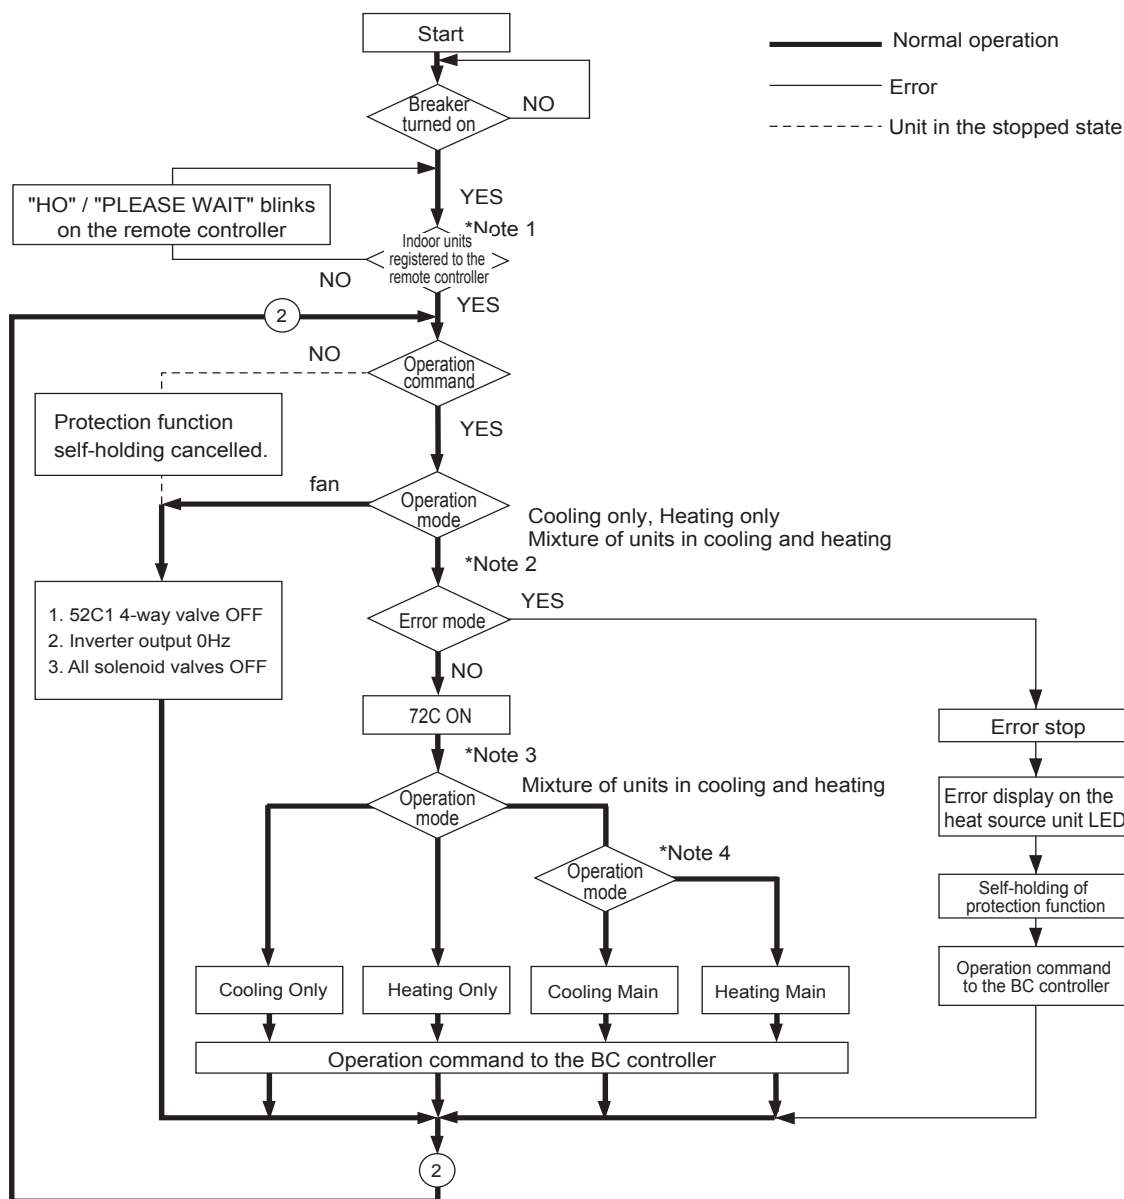 Start
Normal operation
Error
Unit in the stopped state
Breaker
turned on
NO
YES
"HO" / "PLEASE WAIT" blinks
on the remote controller
*Note 1
Indoor units
registered to the
remote controller
NO
YES
2
NO
Operation
command
Protection function
self-holding cancelled.
YES
fan
Operation
mode
Cooling only, Heating only
Mixture of units in cooling and heating
*Note 2
YES
1. 52C1 4-way valve OFF
2. Inverter output 0Hz
3. All solenoid valves OFF
Error mode
NO
72C ON
Error stop
*Note 3
Mixture of units in cooling and heating
Operation
mode
Error display on the
heat source unit LED
*Note 4
Operation
mode
Self-holding of
protection function
Operation command
to the BC controller
Cooling Only
Heating Only
Cooling Main
Heating Main
Operation command to the BC controller
2